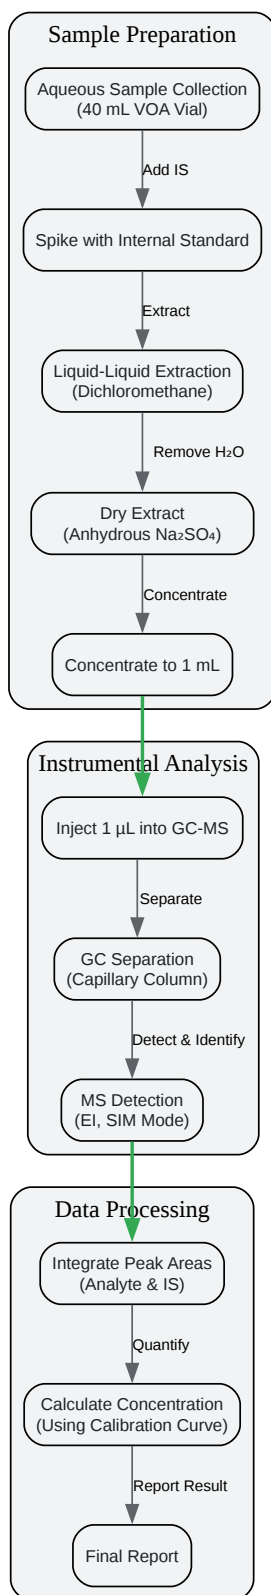 Sample Preparation
Aqueous Sample Collection
(40 mL VOA Vial)
Add IS
Spike with Internal Standard
Extract
Liquid-Liquid Extraction
(Dichloromethane)
Remove H₂O
Dry Extract
(Anhydrous Na₂SO₄)
Concentrate
Concentrate to 1 mL
Instrumental Analysis
Inject 1 µL into GC-MS
Separate
GC Separation
(Capillary Column)
Detect & Identify
MS Detection
(EI, SIM Mode)
Data Processing
Integrate Peak Areas
(Analyte & IS)
Quantify
Calculate Concentration
(Using Calibration Curve)
Report Result
Final Report